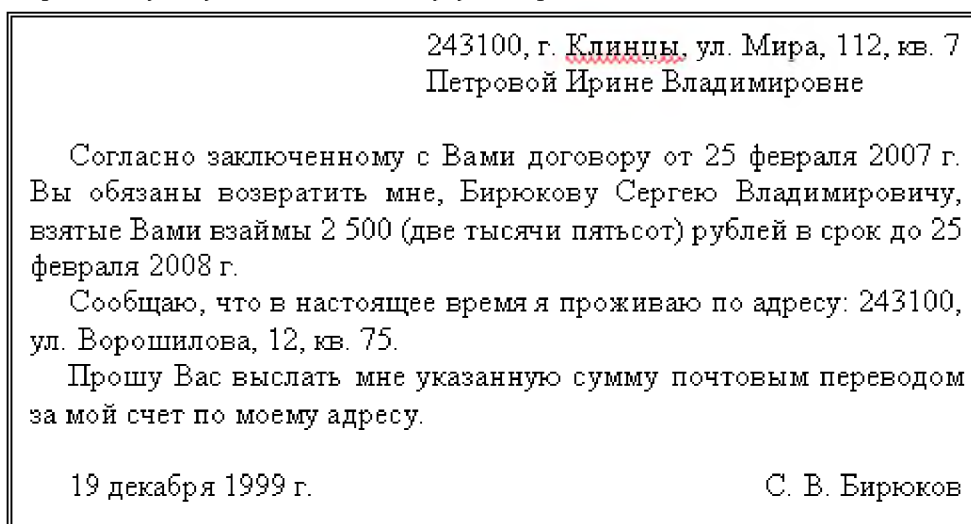 243100, г. Клинцы, ул. Мира, 112, кв. 7
Петровой Ирине Владимировне
Согласно заключенному с Вами договору от 25 февраля 2007 г.
Вы обязаны возвратить мне, Бирюкову Сергею Владимировичу,
взятые Вами взаймы 2 500 (две тысячи пятьсот) рублей в срок до 25
февраля 2008 г.
Сообщаю, что в настоящее время я проживаю по адресу: 243100,
ул. Ворошилова, 12, кв. 75.
Прошу Вас выслать мне указанную сумму почтовым переводом
за мой счет по моему адресу.
19 декабря 1999 г. С. В. Бирюков